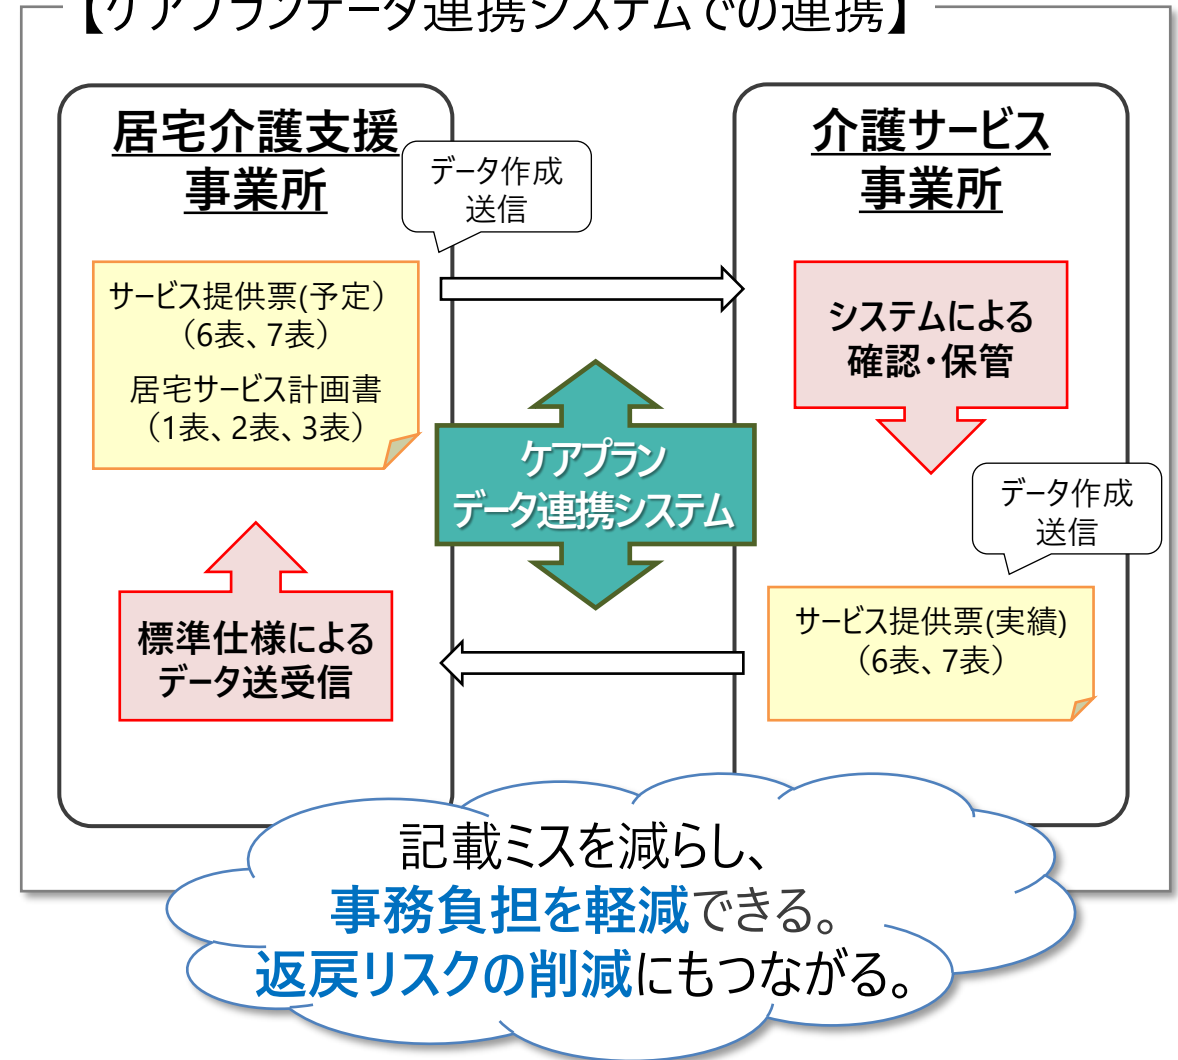 【ケアプランデータ連携システムでの連携】
居宅介護支援
事業所
データ作成
送信
サービス提供票(予定）
（6表、7表）
居宅サービス計画書
（1表、2表、3表）
標準仕様による
データ送受信
ケアプラン
データ連携システム
介護サービス
事業所
システムによる
確認・保管
データ作成
送信
サービス提供票(実績)
（6表、7表）
記載ミスを減らし、
事務負担を軽減できる。
返戻リスクの削減にもつながる。